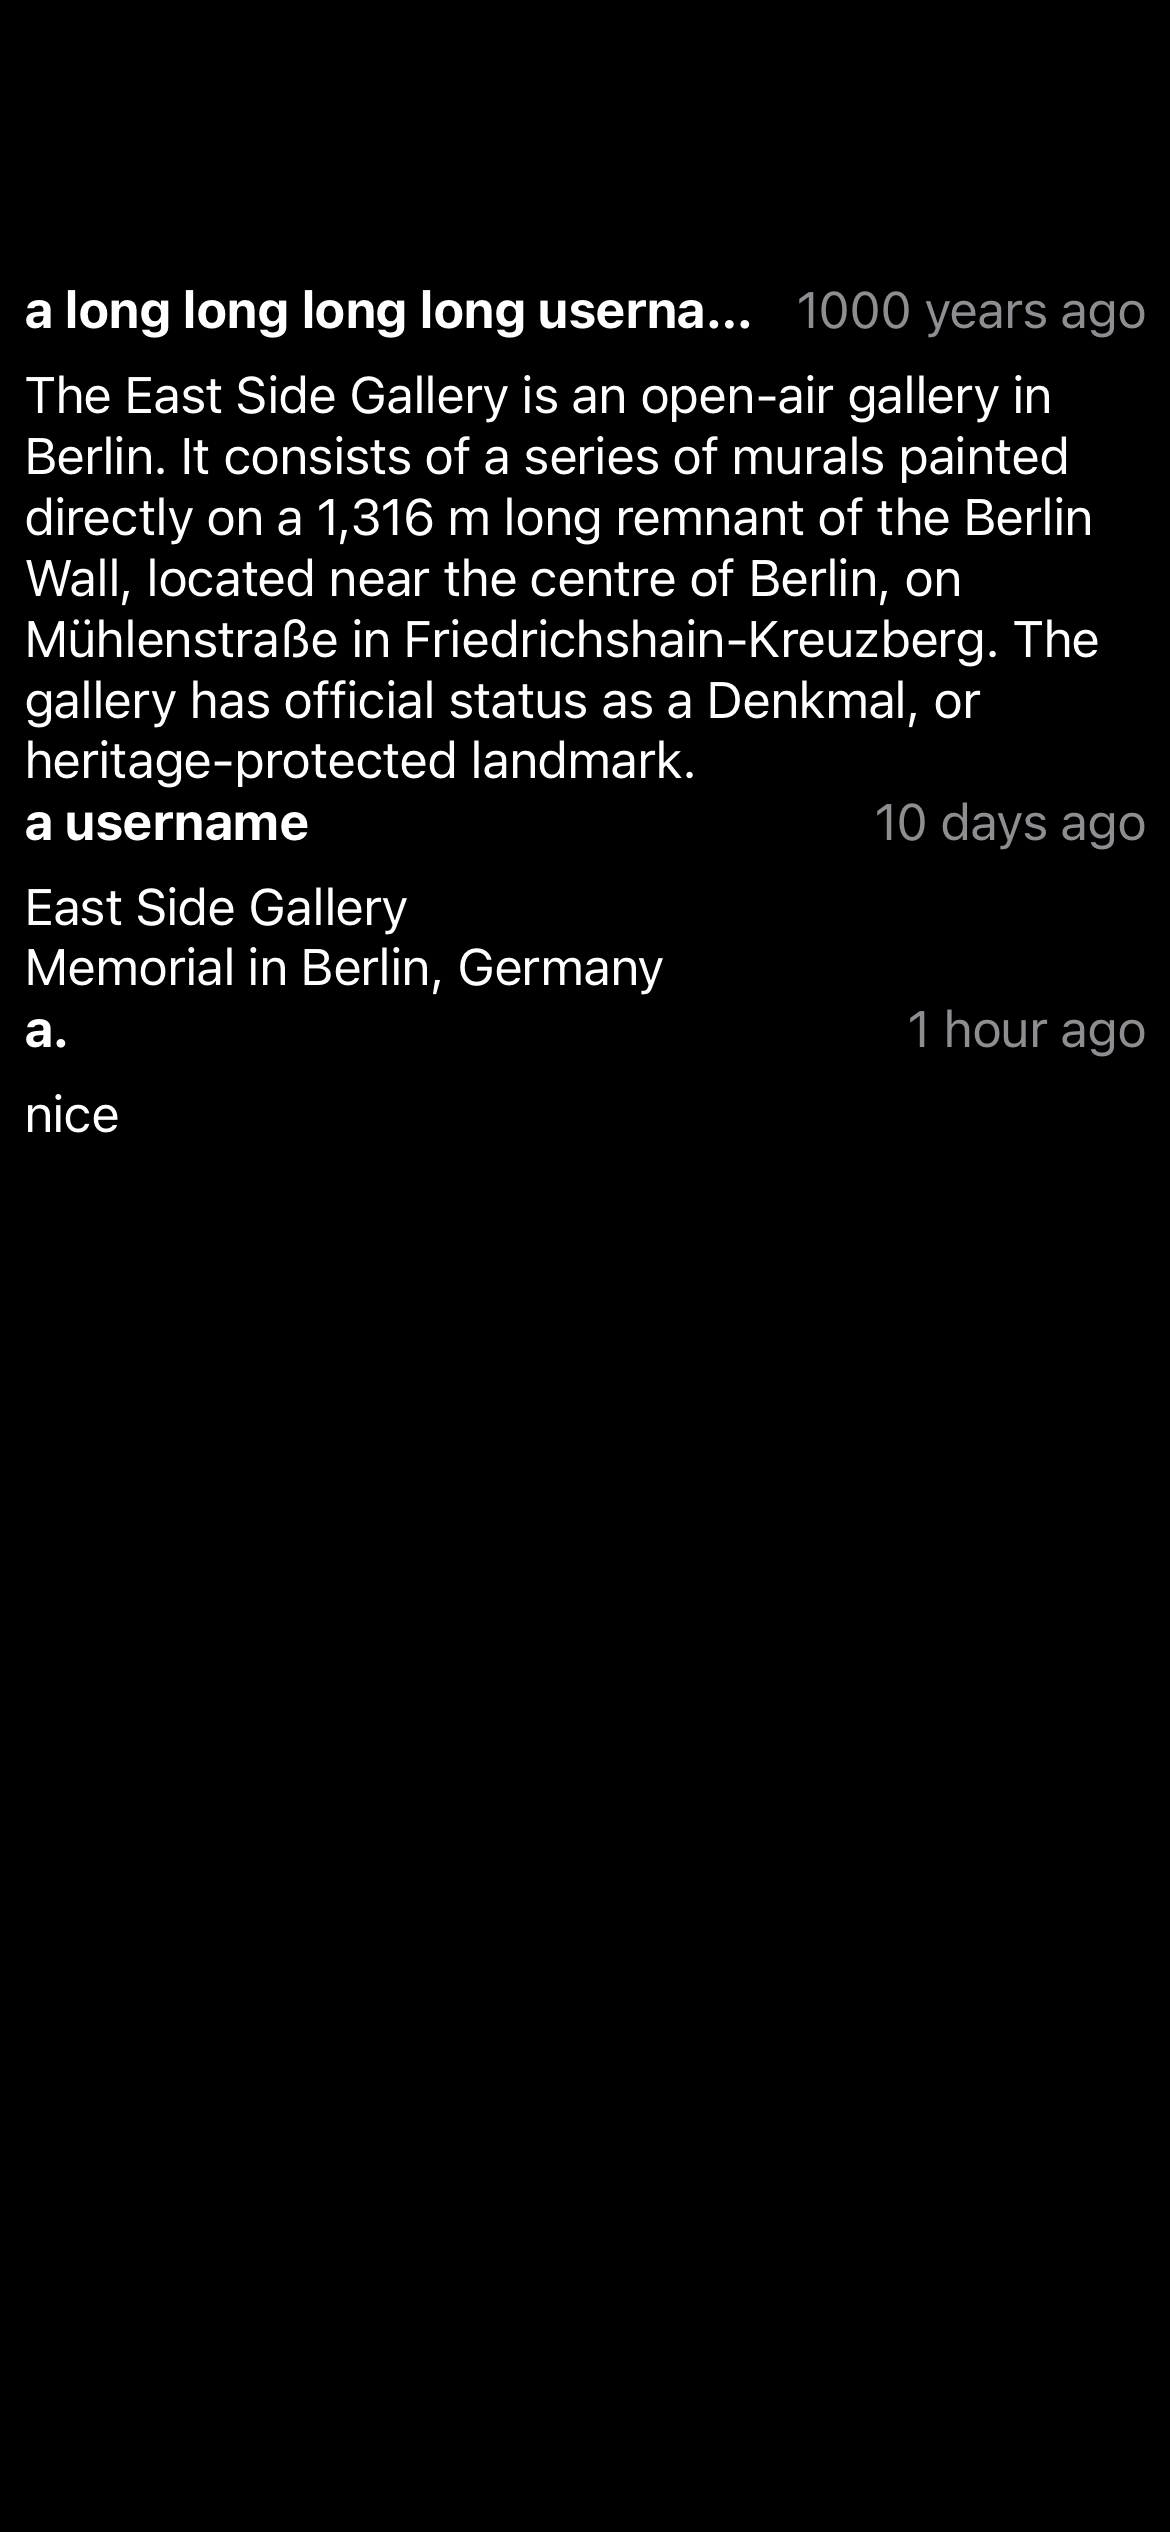 a long long long long userna... 1000 years ago
The East Side Gallery is an open-air gallery in
Berlin. It consists of a series of murals painted
directly on a 1,316 m long remnant of the Berlin
Wall, located near the centre of Berlin, on
Mühlenstraße in Friedrichshain-Kreuzberg. The
gallery has official status as a Denkmal, or
heritage-protected landmark.
a username 10 days ago
East Side Gallery
Memorial in Berlin, Germany
a. 1 hour ago
nice